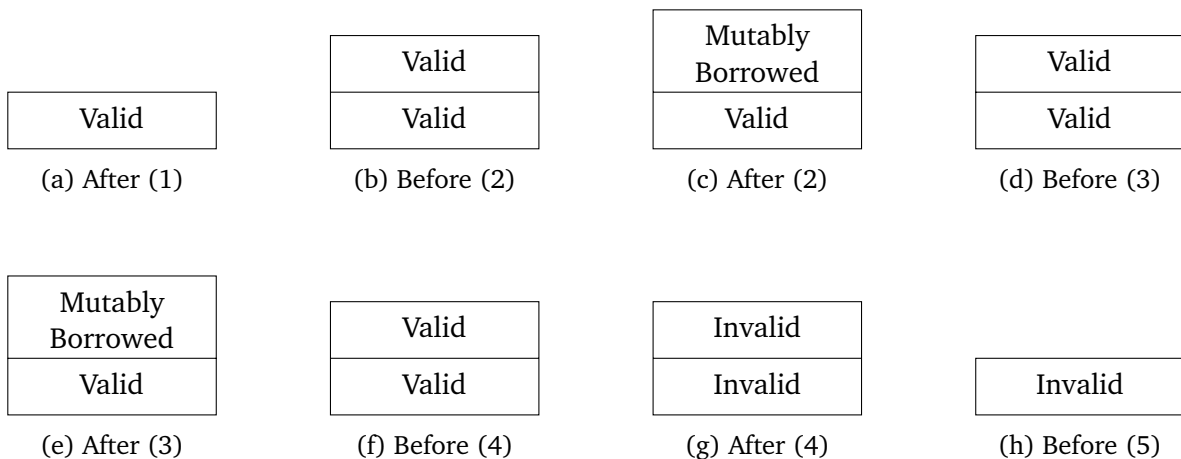 Valid
(a) After (1)
Valid
Valid
(b) Before (2)
Mutably
Borrowed
Valid
(c) After (2)
Valid
Valid
(d) Before (3)
Mutably
Borrowed
Valid
(e) After (3)
Valid
Valid
(f) Before (4)
Invalid
Invalid
(g) After (4)
Invalid
(h) Before (5)